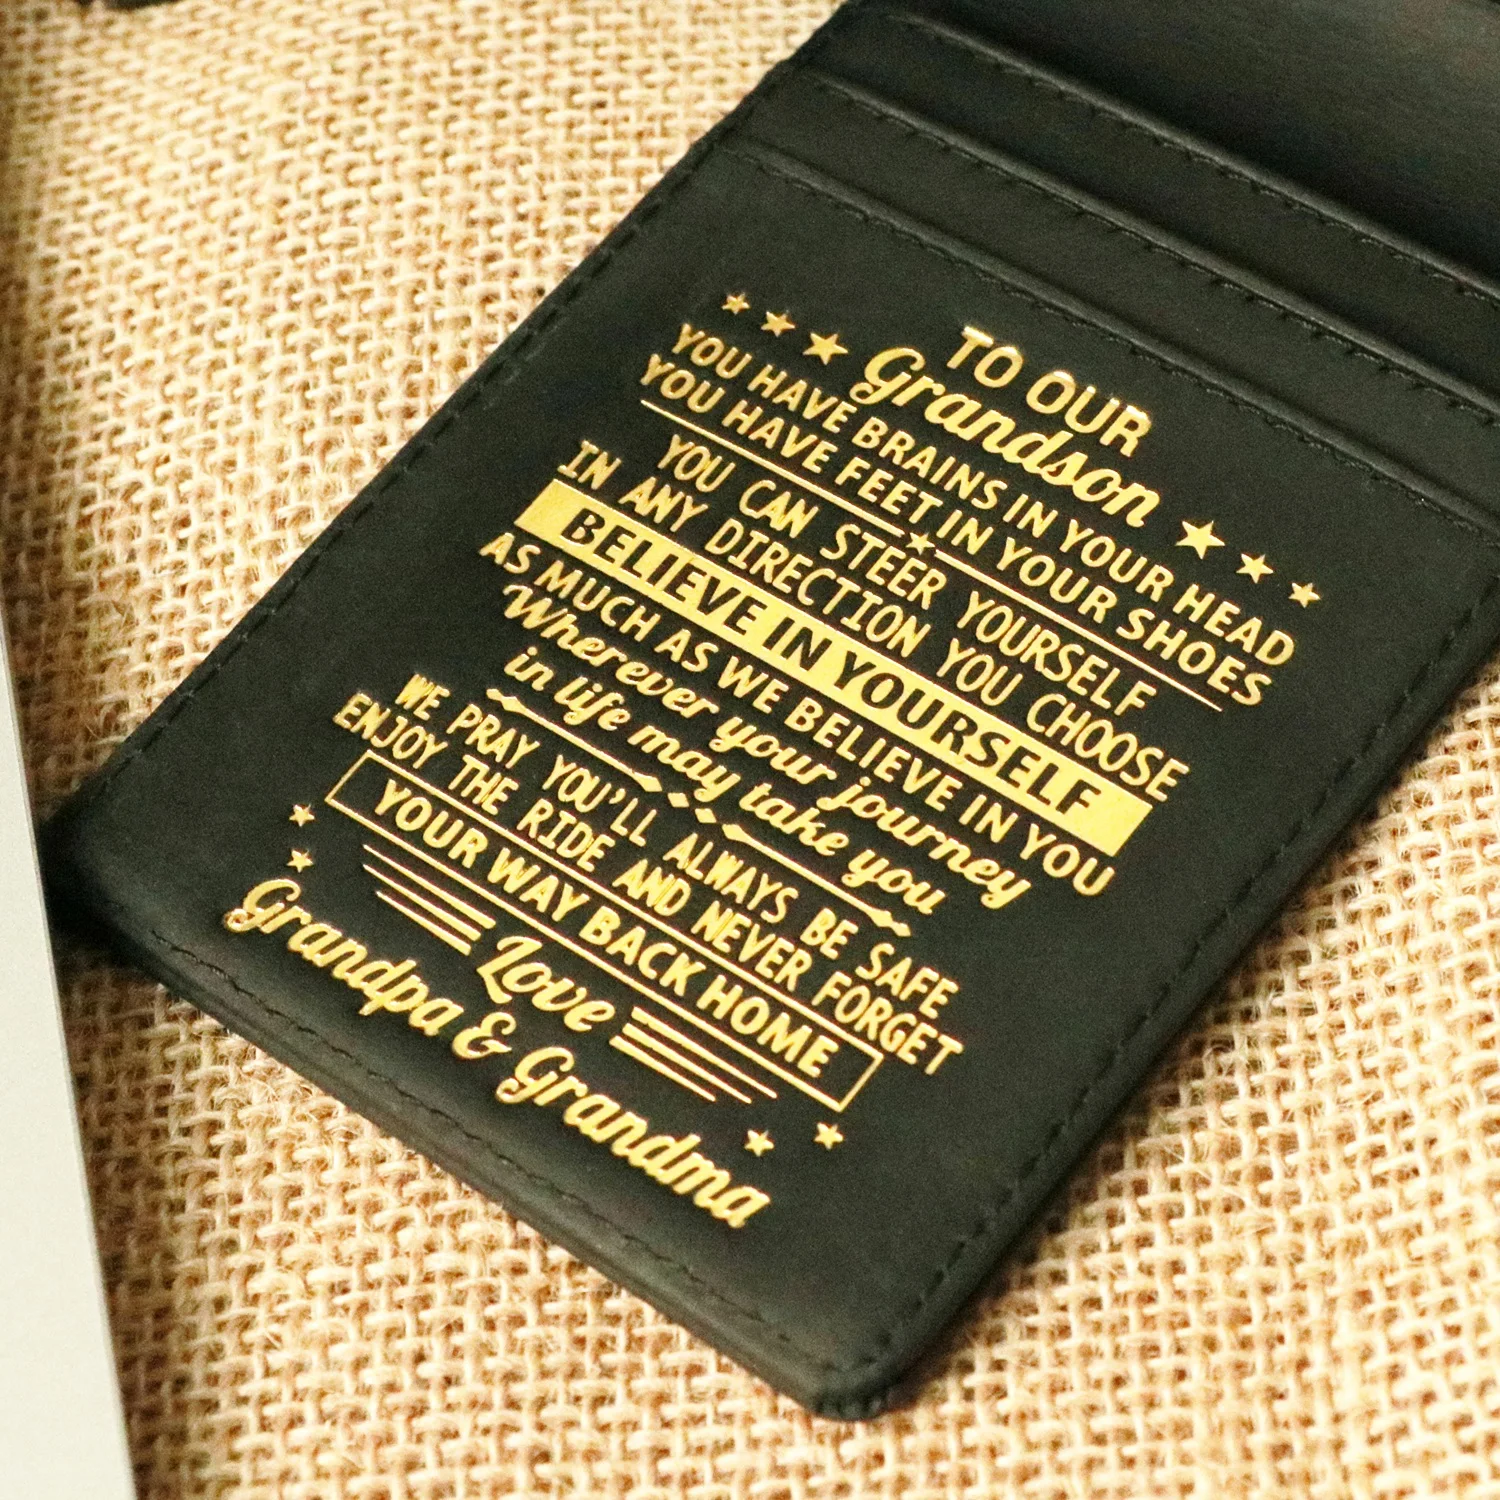 TO OUR
Grandson
YOU HAVE BRAINS IN YOUR HEAD
YOU HAVE FEET IN YOUR SHOES
YOU CAN STEER YOURSELF
IN ANY DIRECTION YOU CHOOSE
BELIEVE IN YOURSELF
AS MUCH AS WE BELIEVE IN YOU
Wherever your journey
in life may take you
WE PRAY YOU'LL ALWAYS BE SAFE
ENJOY THE RIDE AND NEVER FORGET
YOUR WAY BACK HOME
Love
Grandpa & Grandma